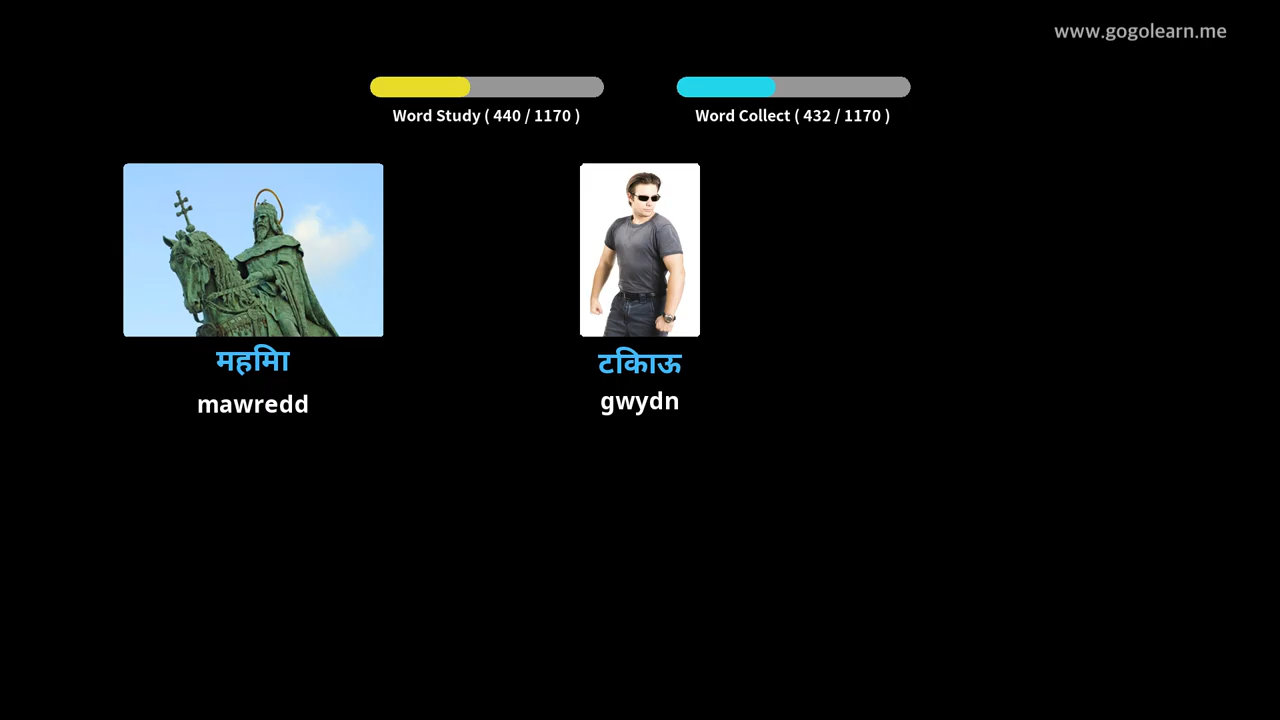 www.gogolearn.me
Word Study ( 440 / 1170 )
Word Collect ( 432 / 1170 )
महिमा
टिकाऊ
mawredd
gwydn